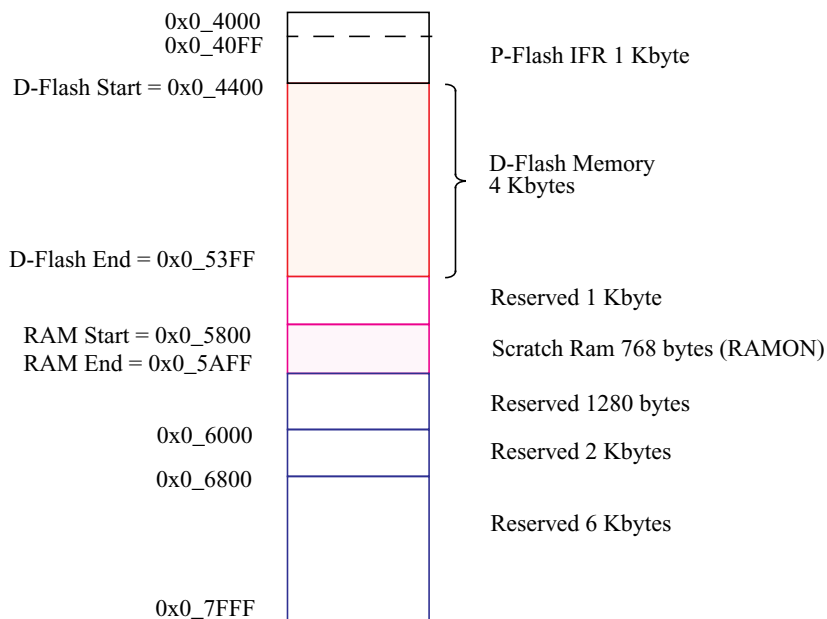 0x0_4000
0x0_40FF
P-Flash IFR 1 Kbyte
D-Flash Start = 0x0_4400
D-Flash Memory
4 Kbytes
D-Flash End = 0x0_53FF
Reserved 1 Kbyte
RAM Start = 0x0_5800
Scratch Ram 768 bytes (RAMON)
RAM End = 0x0_5AFF
Reserved 1280 bytes
0x0_6000
Reserved 2 Kbytes
0x0_6800
Reserved 6 Kbytes
0x0_7FFF